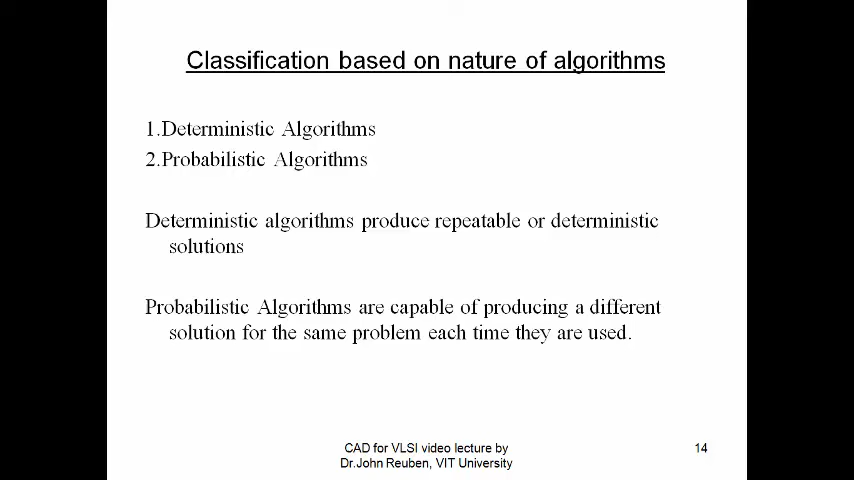 Classification based on nature of algorithms
1.Deterministic Algorithms
2.Probabilistic Algorithms
Deterministic algorithms produce repeatable or deterministic
solutions
Probabilistic Algorithms are capable of producing a different
solution for the same problem each time they are used.
CAD for VLSI video lecture by
Dr.John Reuben, VIT University
14